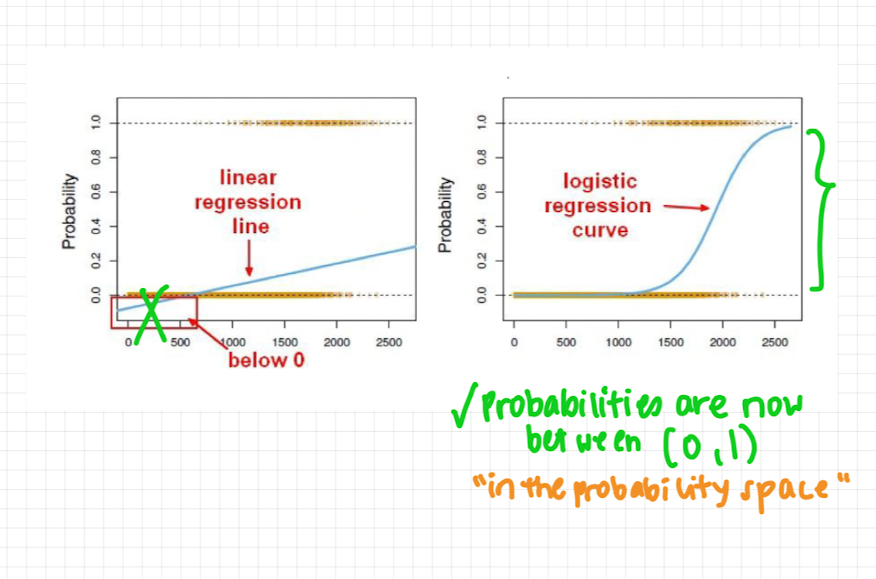 Probability
1.0
0.8
0.6
0.4
0.2
0.0
linear
regression
line
0
500
1000
1500
2000
2500
below 0
Probability
1.0
0.8
0.6
0.4
0.2
0.0
logistic
regression
curve
0
500
1000
1500
2000
2500
✓ Probabilities are now
between (0,1)
"in the probability space"